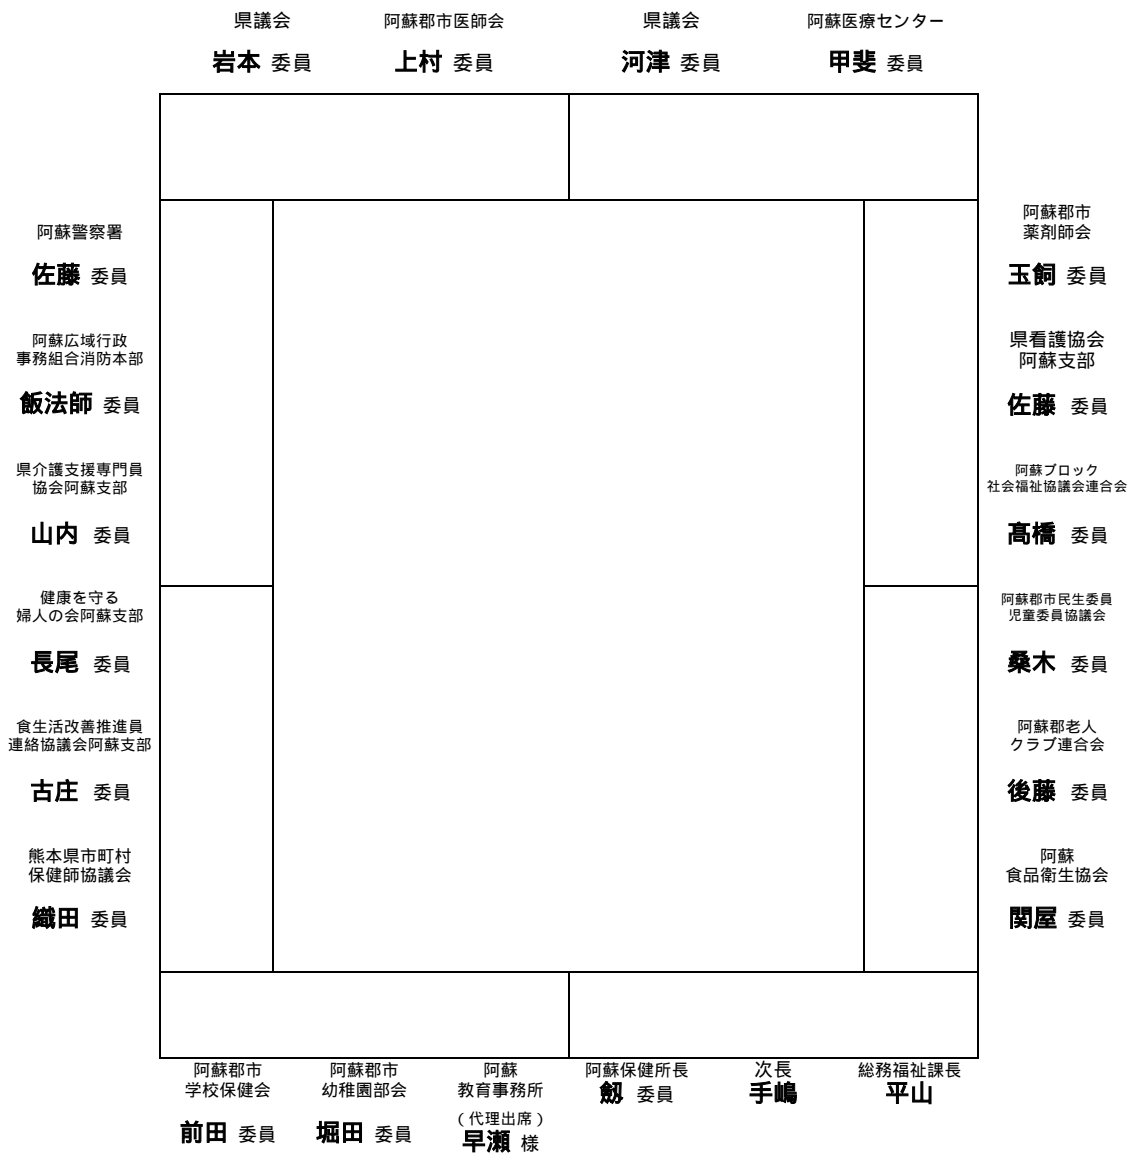 県議会
岩本 委員
阿蘇郡市医師会
上村 委員
県議会
河津 委員
阿蘇医療センター
甲斐 委員
阿蘇警察署
佐藤 委員
阿蘇広域行政
事務組合消防本部
飯法師 委員
県介護支援専門員
協会阿蘇支部
山内 委員
健康を守る
婦人の会阿蘇支部
長尾 委員
食生活改善推進員
連絡協議会阿蘇支部
古庄 委員
熊本県市町村
保健師協議会
織田 委員
阿蘇郡市
薬剤師会
玉飼 委員
県看護協会
阿蘇支部
佐藤 委員
阿蘇ブロック
社会福祉協議会連合会
髙橋 委員
阿蘇郡市民生委員
児童委員協議会
桑木 委員
阿蘇郡老人
クラブ連合会
後藤 委員
阿蘇
食品衛生協会
関屋 委員
阿蘇郡市
学校保健会
前田 委員
阿蘇郡市
幼稚園部会
堀田 委員
阿蘇
教育事務所
(代理出席)
早瀬 様
阿蘇保健所長
劔 委員
次長
手嶋
総務福祉課長
平山